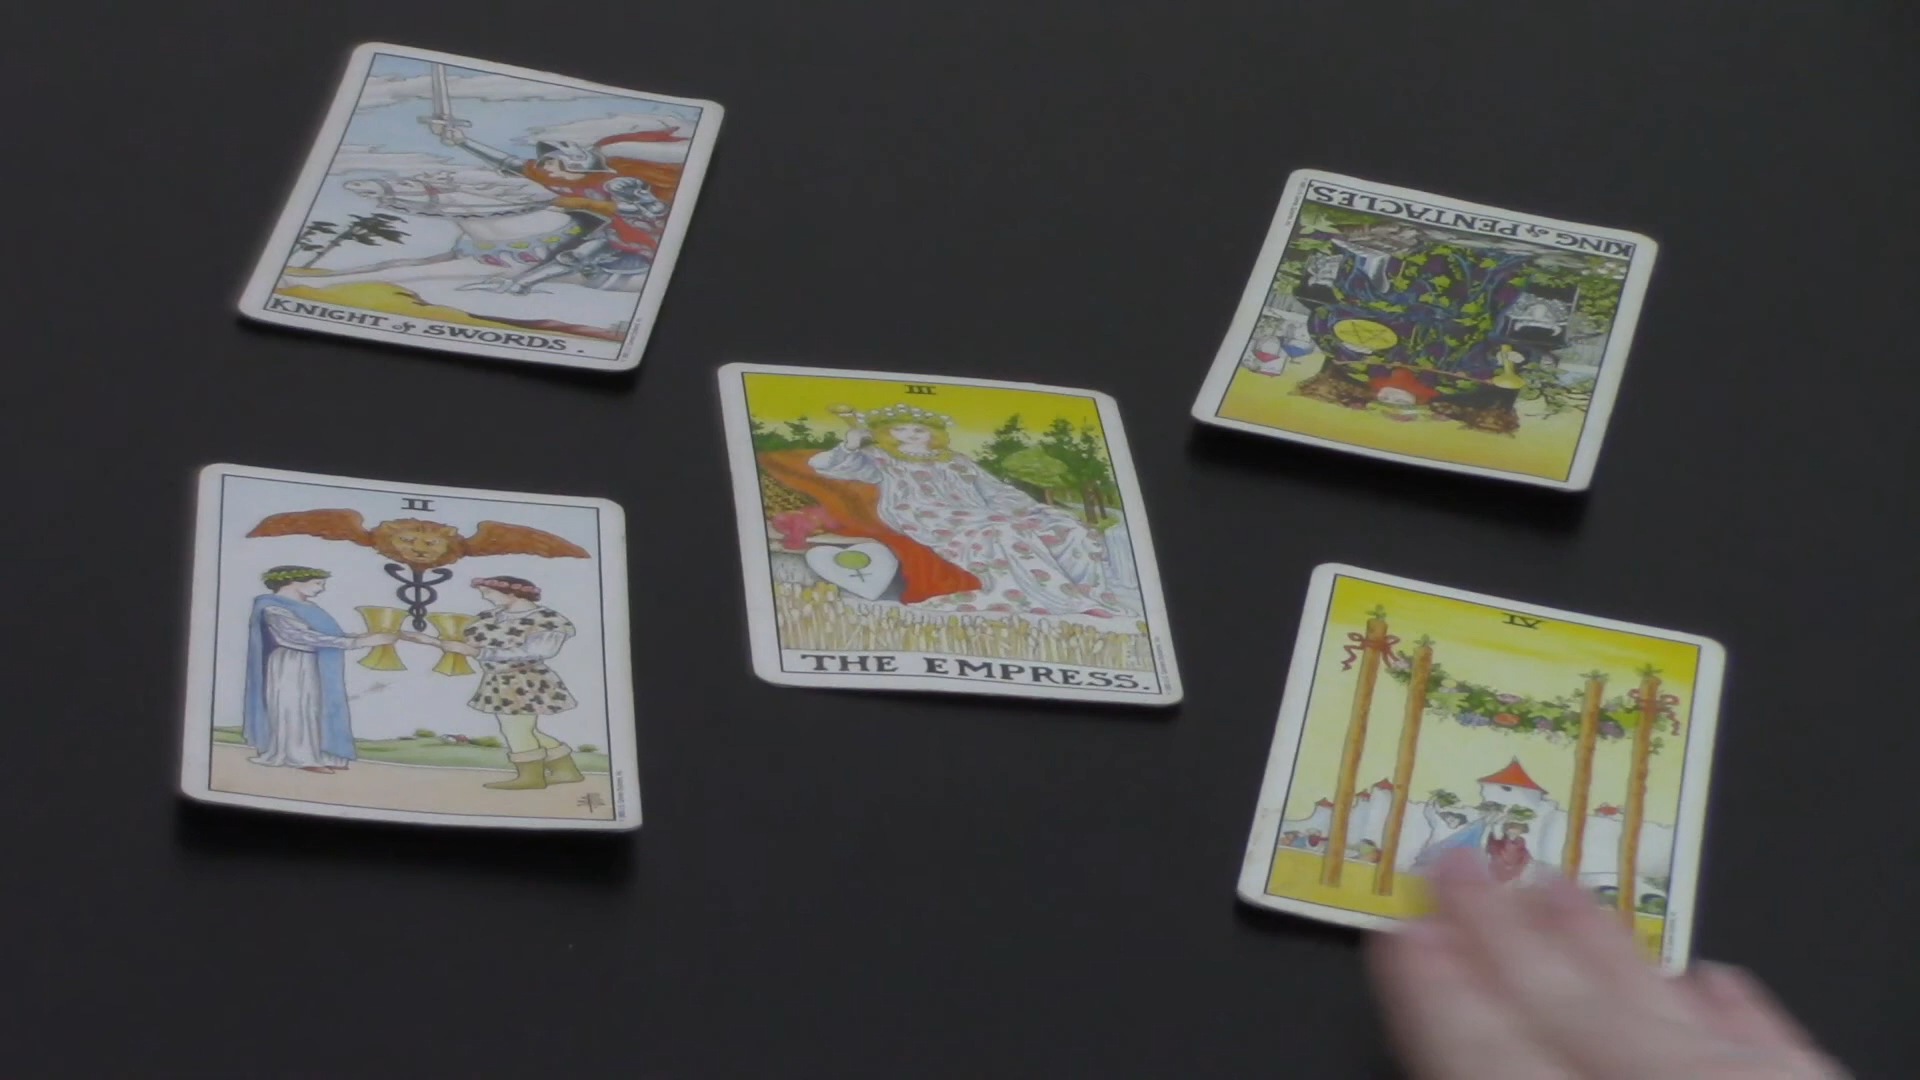 KNIGHT of SWORDS.
KING of PENTACLES.
III
THE EMPRESS.
II
IV